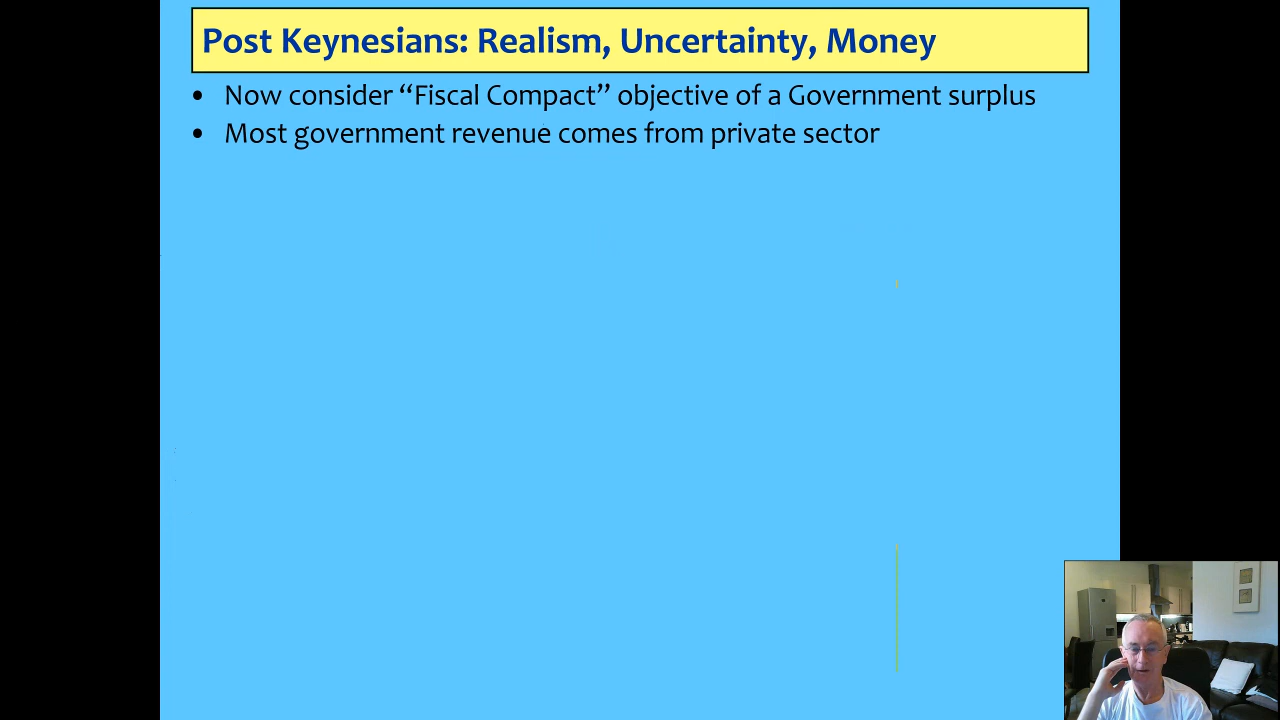 Post Keynesians: Realism, Uncertainty, Money
• Now consider “Fiscal Compact” objective of a Government surplus
• Most government revenue comes from private sector